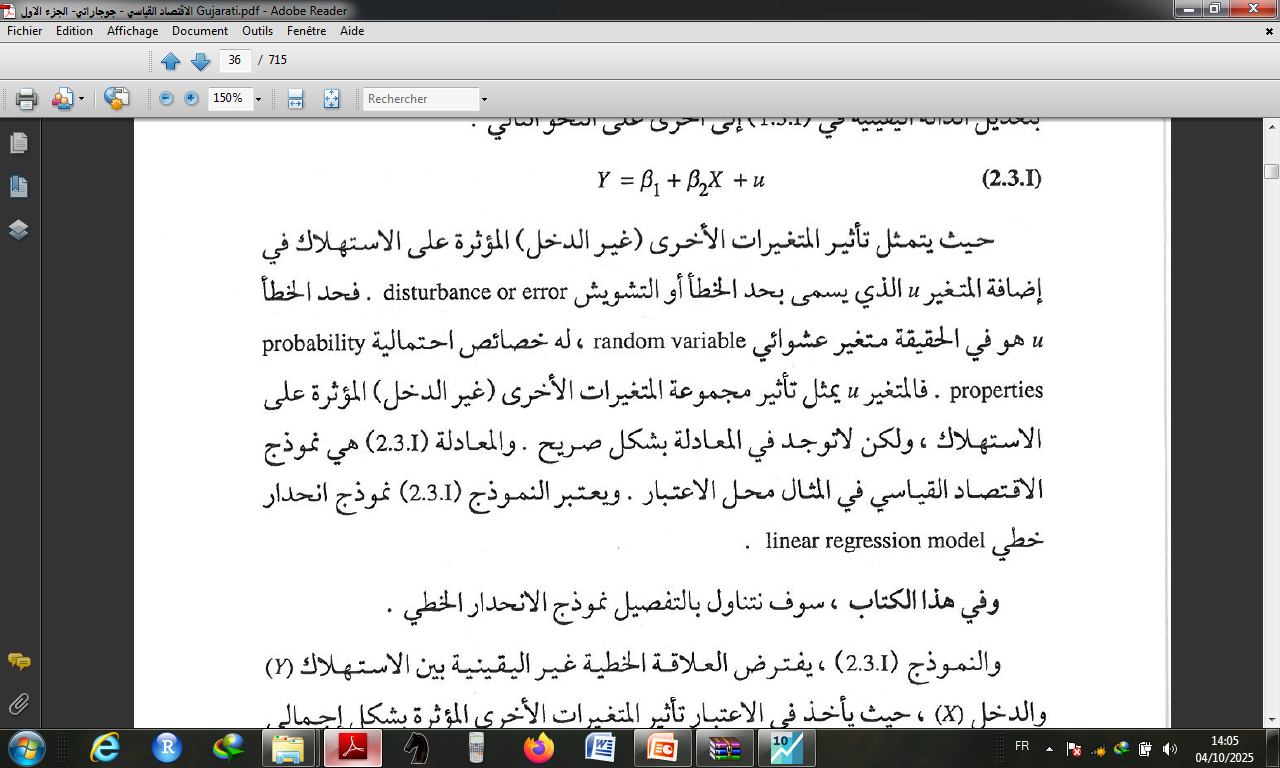 الاقتصاد القياسي - جوجاراتي- الجزء الاول Gujarati.pdf - Adobe Reader
Fichier Edition Affichage Document Outils Fenêtre Aide
36 / 715
150% Rechercher
بتعديل الدالة اليقينية في (1.3.I) إلى أخرى على النحو التالي .
Y = β₁ + β₂X + u (2.3.I)
حيث يتمثل تأثير المتغيرات الأخرى (غير الدخل) المؤثرة على الاستهلاك في
إضافة المتغير u الذي يسمى بحد الخطأ أو التشويش disturbance or error . فحد الخطأ
u هو في الحقيقة متغير عشوائي random variable ، له خصائص احتمالية probability
properties . فالمتغير u يمثل تأثير مجموعة المتغيرات الأخرى (غير الدخل) المؤثرة على
الاستهلاك ، ولكن لاتوجد في المعادلة بشكل صريح . والمعادلة (2.3.I) هي نموذج
الاقتصاد القياسي في المثال محل الاعتبار . ويعتبر النموذج (2.3.I) نموذج انحدار
خطي linear regression model .
وفي هذا الكتاب ، سوف نتناول بالتفصيل نموذج الانحدار الخطي .
والنموذج (2.3.I) ، يفترض العلاقة الخطية غير اليقينية بين الاستهلاك (Y)
والدخل (X) ، حيث يأخذ في الاعتبار تأثير المتغيرات الأخرى المؤثرة بشكل إجمالي
10
FR 14:05
04/10/2025